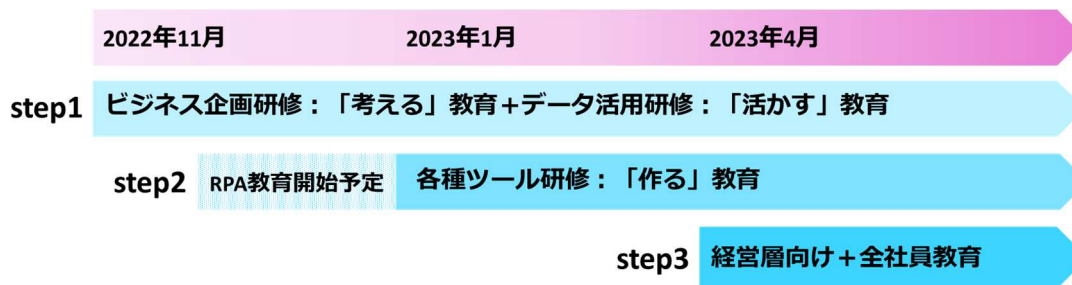 2022年11月 2023年1月 2023年4月
step1 ビジネス企画研修：「考える」教育＋データ活用研修：「活かす」教育
step2 RPA教育開始予定 各種ツール研修：「作る」教育
step3 経営層向け＋全社員教育